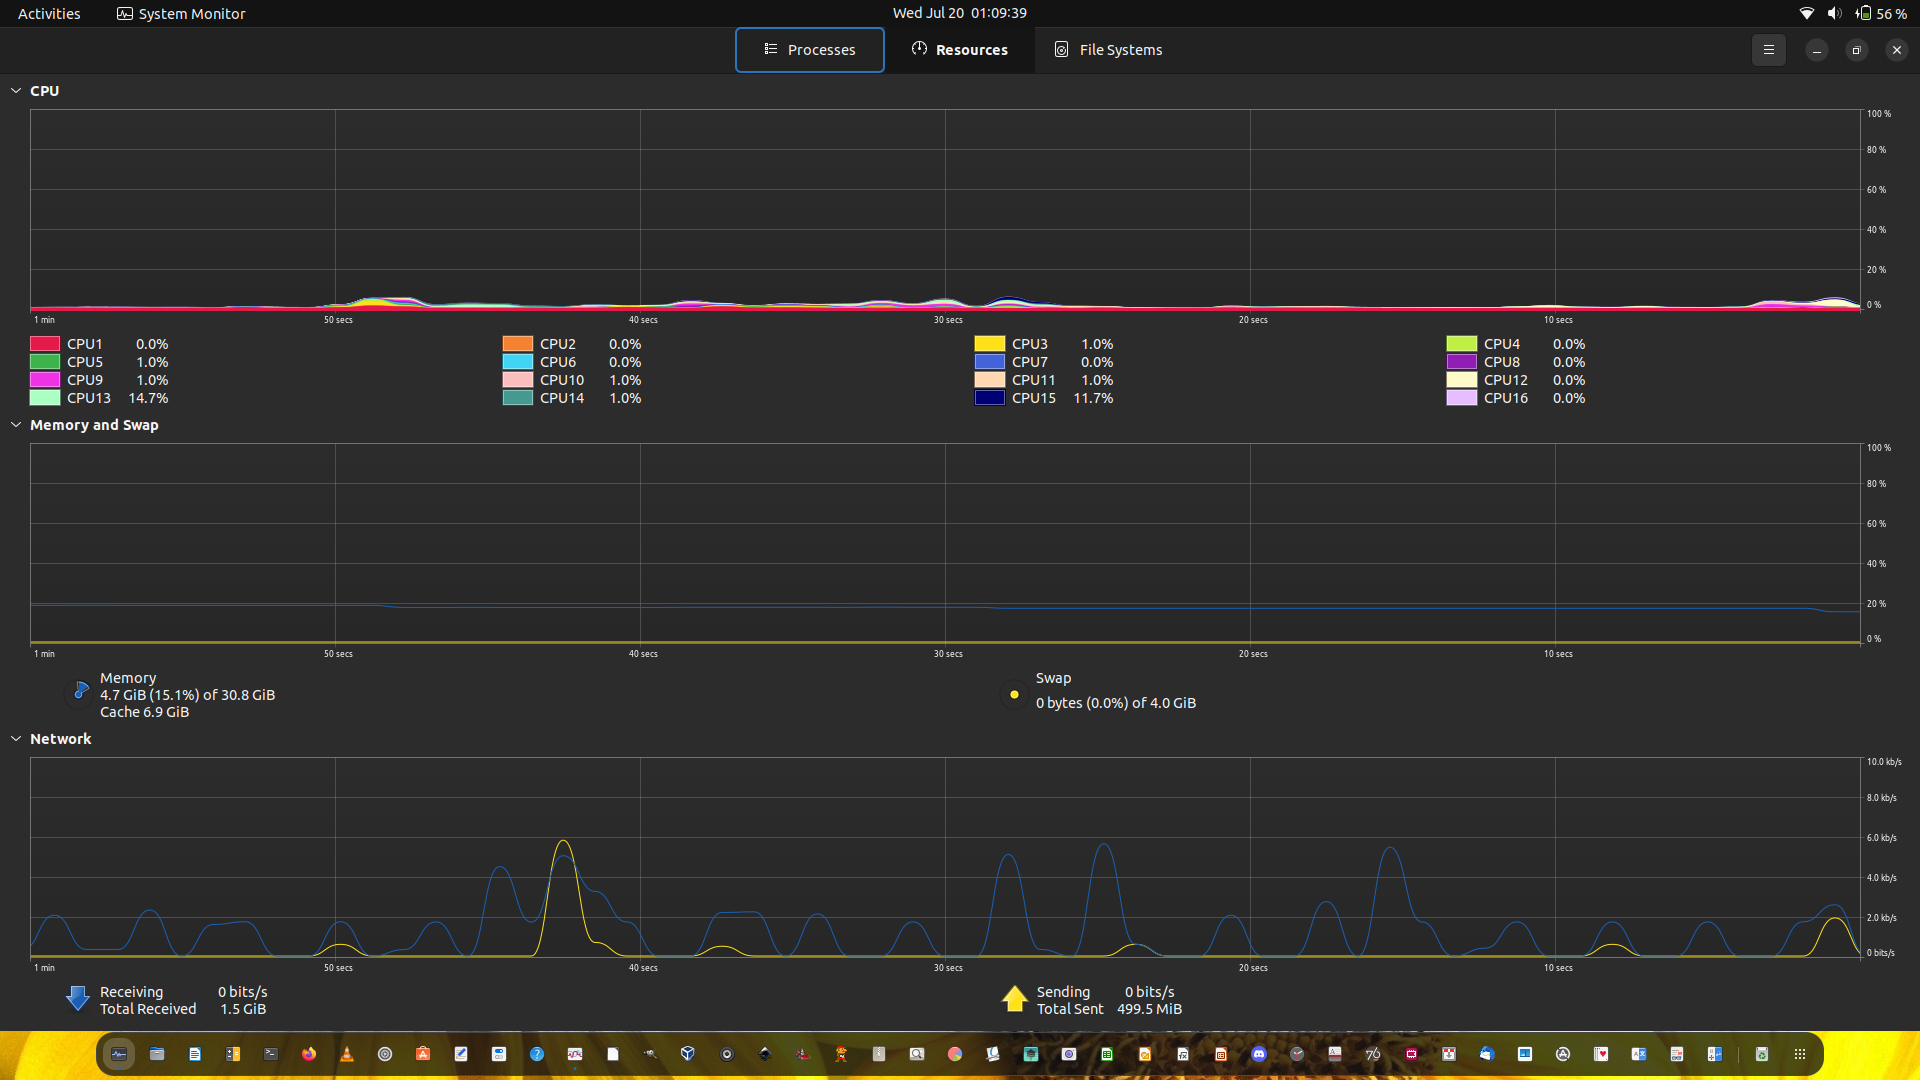 Activities System Monitor Wed Jul 20 01:09:39 56 %
Processes Resources File Systems
CPU
100 %
80 %
60 %
40 %
20 %
0 %
1 min 50 secs 40 secs 30 secs 20 secs 10 secs
CPU1 0.0% CPU2 0.0% CPU3 1.0% CPU4 0.0%
CPU5 1.0% CPU6 0.0% CPU7 0.0% CPU8 0.0%
CPU9 1.0% CPU10 1.0% CPU11 1.0% CPU12 0.0%
CPU13 14.7% CPU14 1.0% CPU15 11.7% CPU16 0.0%
Memory and Swap
100 %
80 %
60 %
40 %
20 %
0 %
1 min 50 secs 40 secs 30 secs 20 secs 10 secs
Memory
4.7 GiB (15.1%) of 30.8 GiB
Cache 6.9 GiB
Swap
0 bytes (0.0%) of 4.0 GiB
Network
10.0 kb/s
8.0 kb/s
6.0 kb/s
4.0 kb/s
2.0 kb/s
0 bits/s
1 min 50 secs 40 secs 30 secs 20 secs 10 secs
Receiving 0 bits/s
Total Received 1.5 GiB
Sending 0 bits/s
Total Sent 499.5 MiB
76